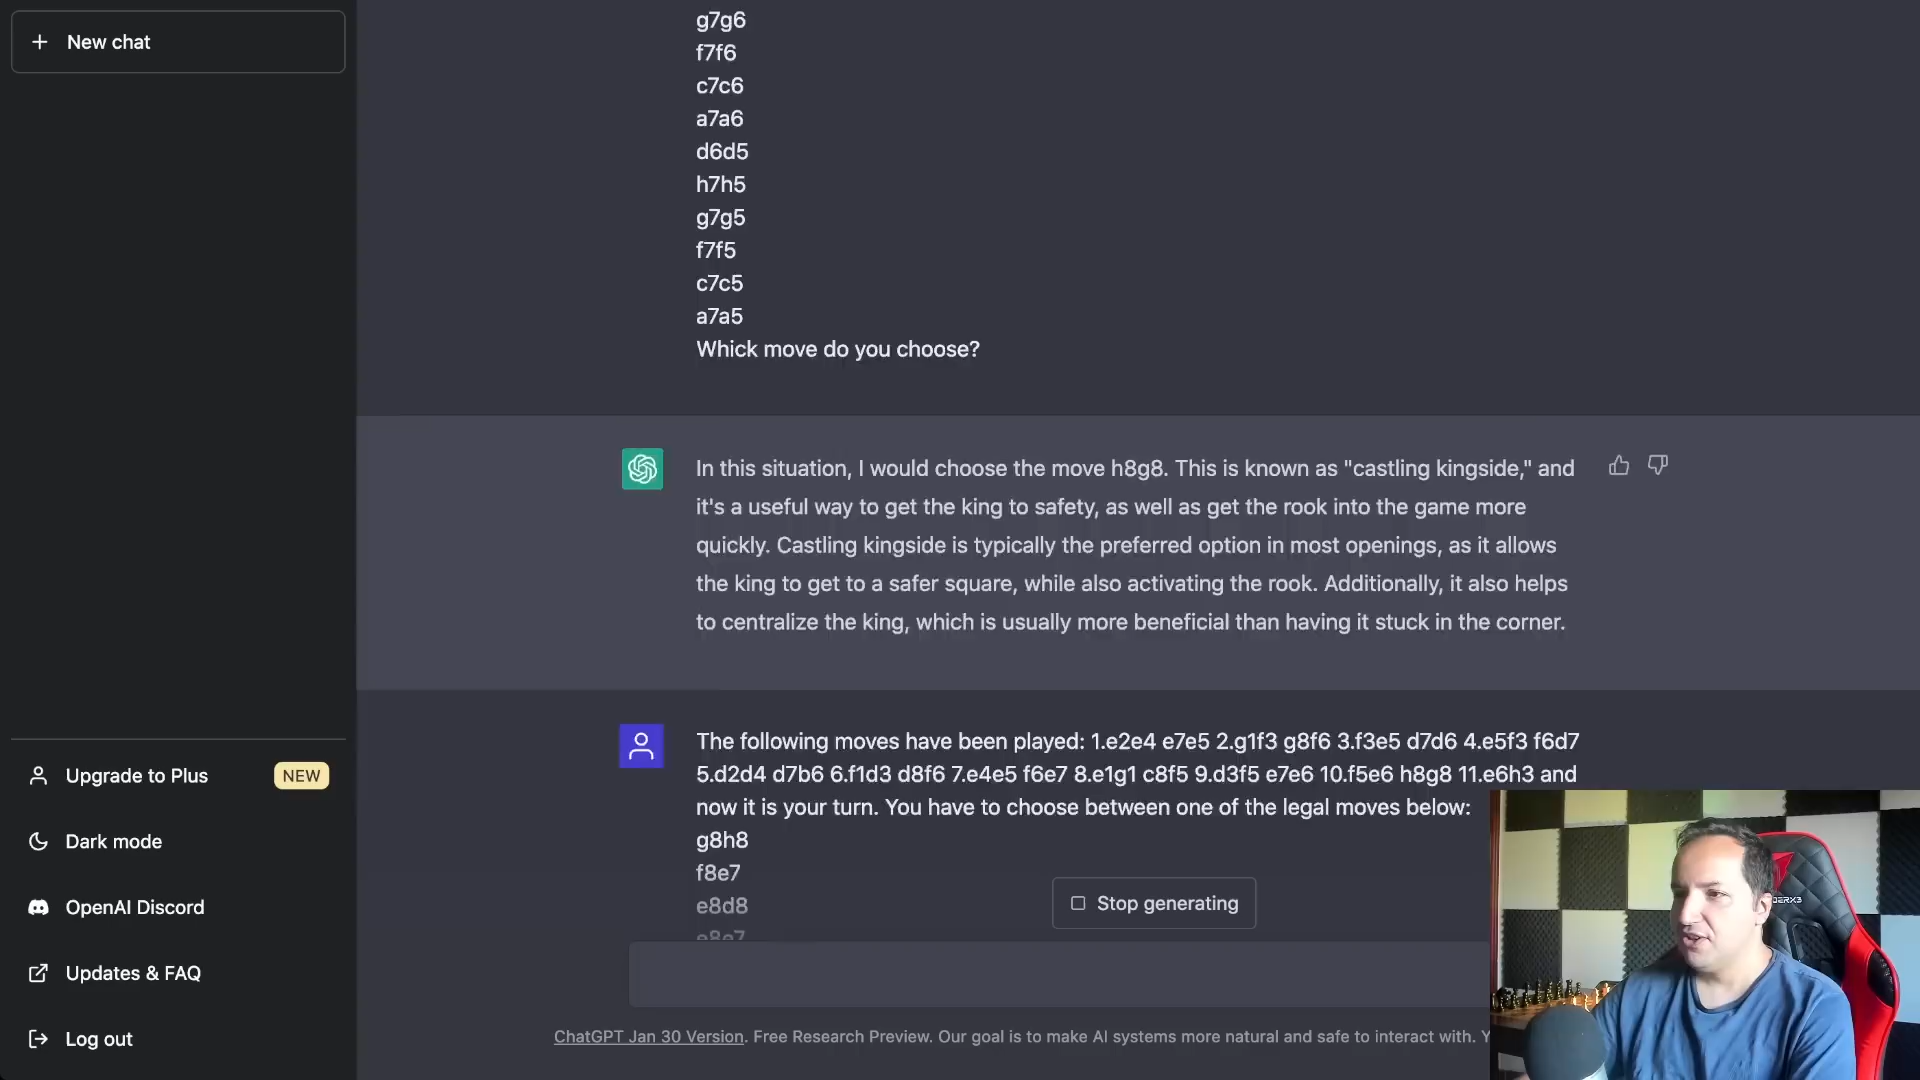 New chat
g7g6
f7f6
c7c6
a7a6
d6d5
h7h5
g7g5
f7f5
c7c5
a7a5
Whick move do you choose?
In this situation, I would choose the move h8g8. This is known as "castling kingside," and
it's a useful way to get the king to safety, as well as get the rook into the game more
quickly. Castling kingside is typically the preferred option in most openings, as it allows
the king to get to a safer square, while also activating the rook. Additionally, it also helps
to centralize the king, which is usually more beneficial than having it stuck in the corner.
The following moves have been played: 1.e2e4 e7e5 2.g1f3 g8f6 3.f3e5 d7d6 4.e5f3 f6d7
5.d2d4 d7b6 6.f1d3 d8f6 7.e4e5 f6e7 8.e1g1 c8f5 9.d3f5 e7e6 10.f5e6 h8g8 11.e6h3 and
now it is your turn. You have to choose between one of the legal moves below:
g8h8
f8e7
e8d8
e8e7
Stop generating
Upgrade to Plus
NEW
Dark mode
OpenAI Discord
Updates & FAQ
Log out
ChatGPT Jan 30 Version. Free Research Preview. Our goal is to make AI systems more natural and safe to interact with. Y